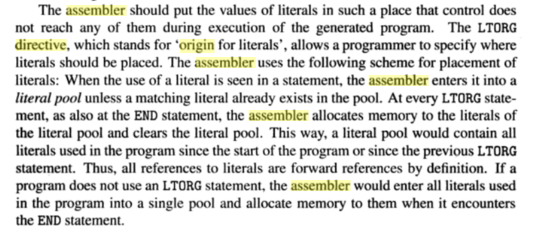 The assembler should put the values of literals in such a place that control does
not reach any of them during execution of the generated program. The LTORG
directive, which stands for ‘origin for literals’, allows a programmer to specify where
literals should be placed. The assembler uses the following scheme for placement of
literals: When the use of a literal is seen in a statement, the assembler enters it into a
literal pool unless a matching literal already exists in the pool. At every LTORG state-
ment, as also at the END statement, the assembler allocates memory to the literals of
the literal pool and clears the literal pool. This way, a literal pool would contain all
literals used in the program since the start of the program or since the previous LTORG
statement. Thus, all references to literals are forward references by definition. If a
program does not use an LTORG statement, the assembler would enter all literals used
in the program into a single pool and allocate memory to them when it encounters
the END statement.